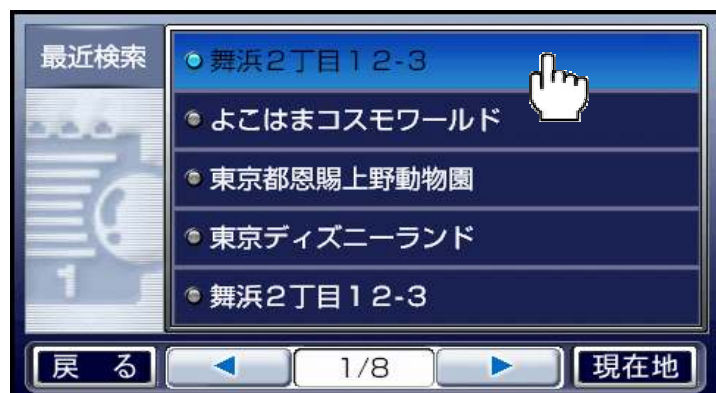 最近検索
舞浜2丁目12-3
よこはまコスモワールド
東京都恩賜上野動物園
東京ディズニーランド
舞浜2丁目12-3
1
戻 る
1/8
現在地